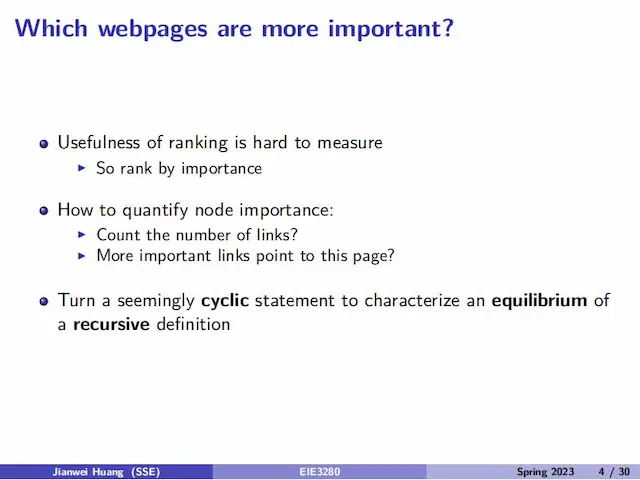 Which webpages are more important?
Usefulness of ranking is hard to measure
So rank by importance
How to quantify node importance:
Count the number of links?
More important links point to this page?
Turn a seemingly cyclic statement to characterize an equilibrium of
a recursive definition
Jianwei Huang (SSE) EIE3280 Spring 2023 4 / 30